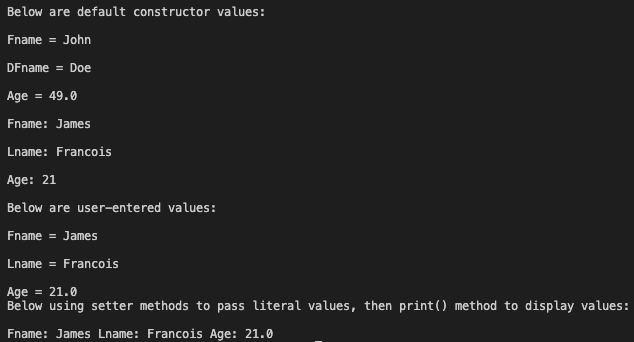 Below are default constructor values:
Fname = John
DFname = Doe
Age = 49.0
Fname: James
Lname: Francois
Age: 21
Below are user-entered values:
Fname = James
Lname = Francois
Age = 21.0
Below using setter methods to pass literal values, then print() method to display values:
Fname: James Lname: Francois Age: 21.0